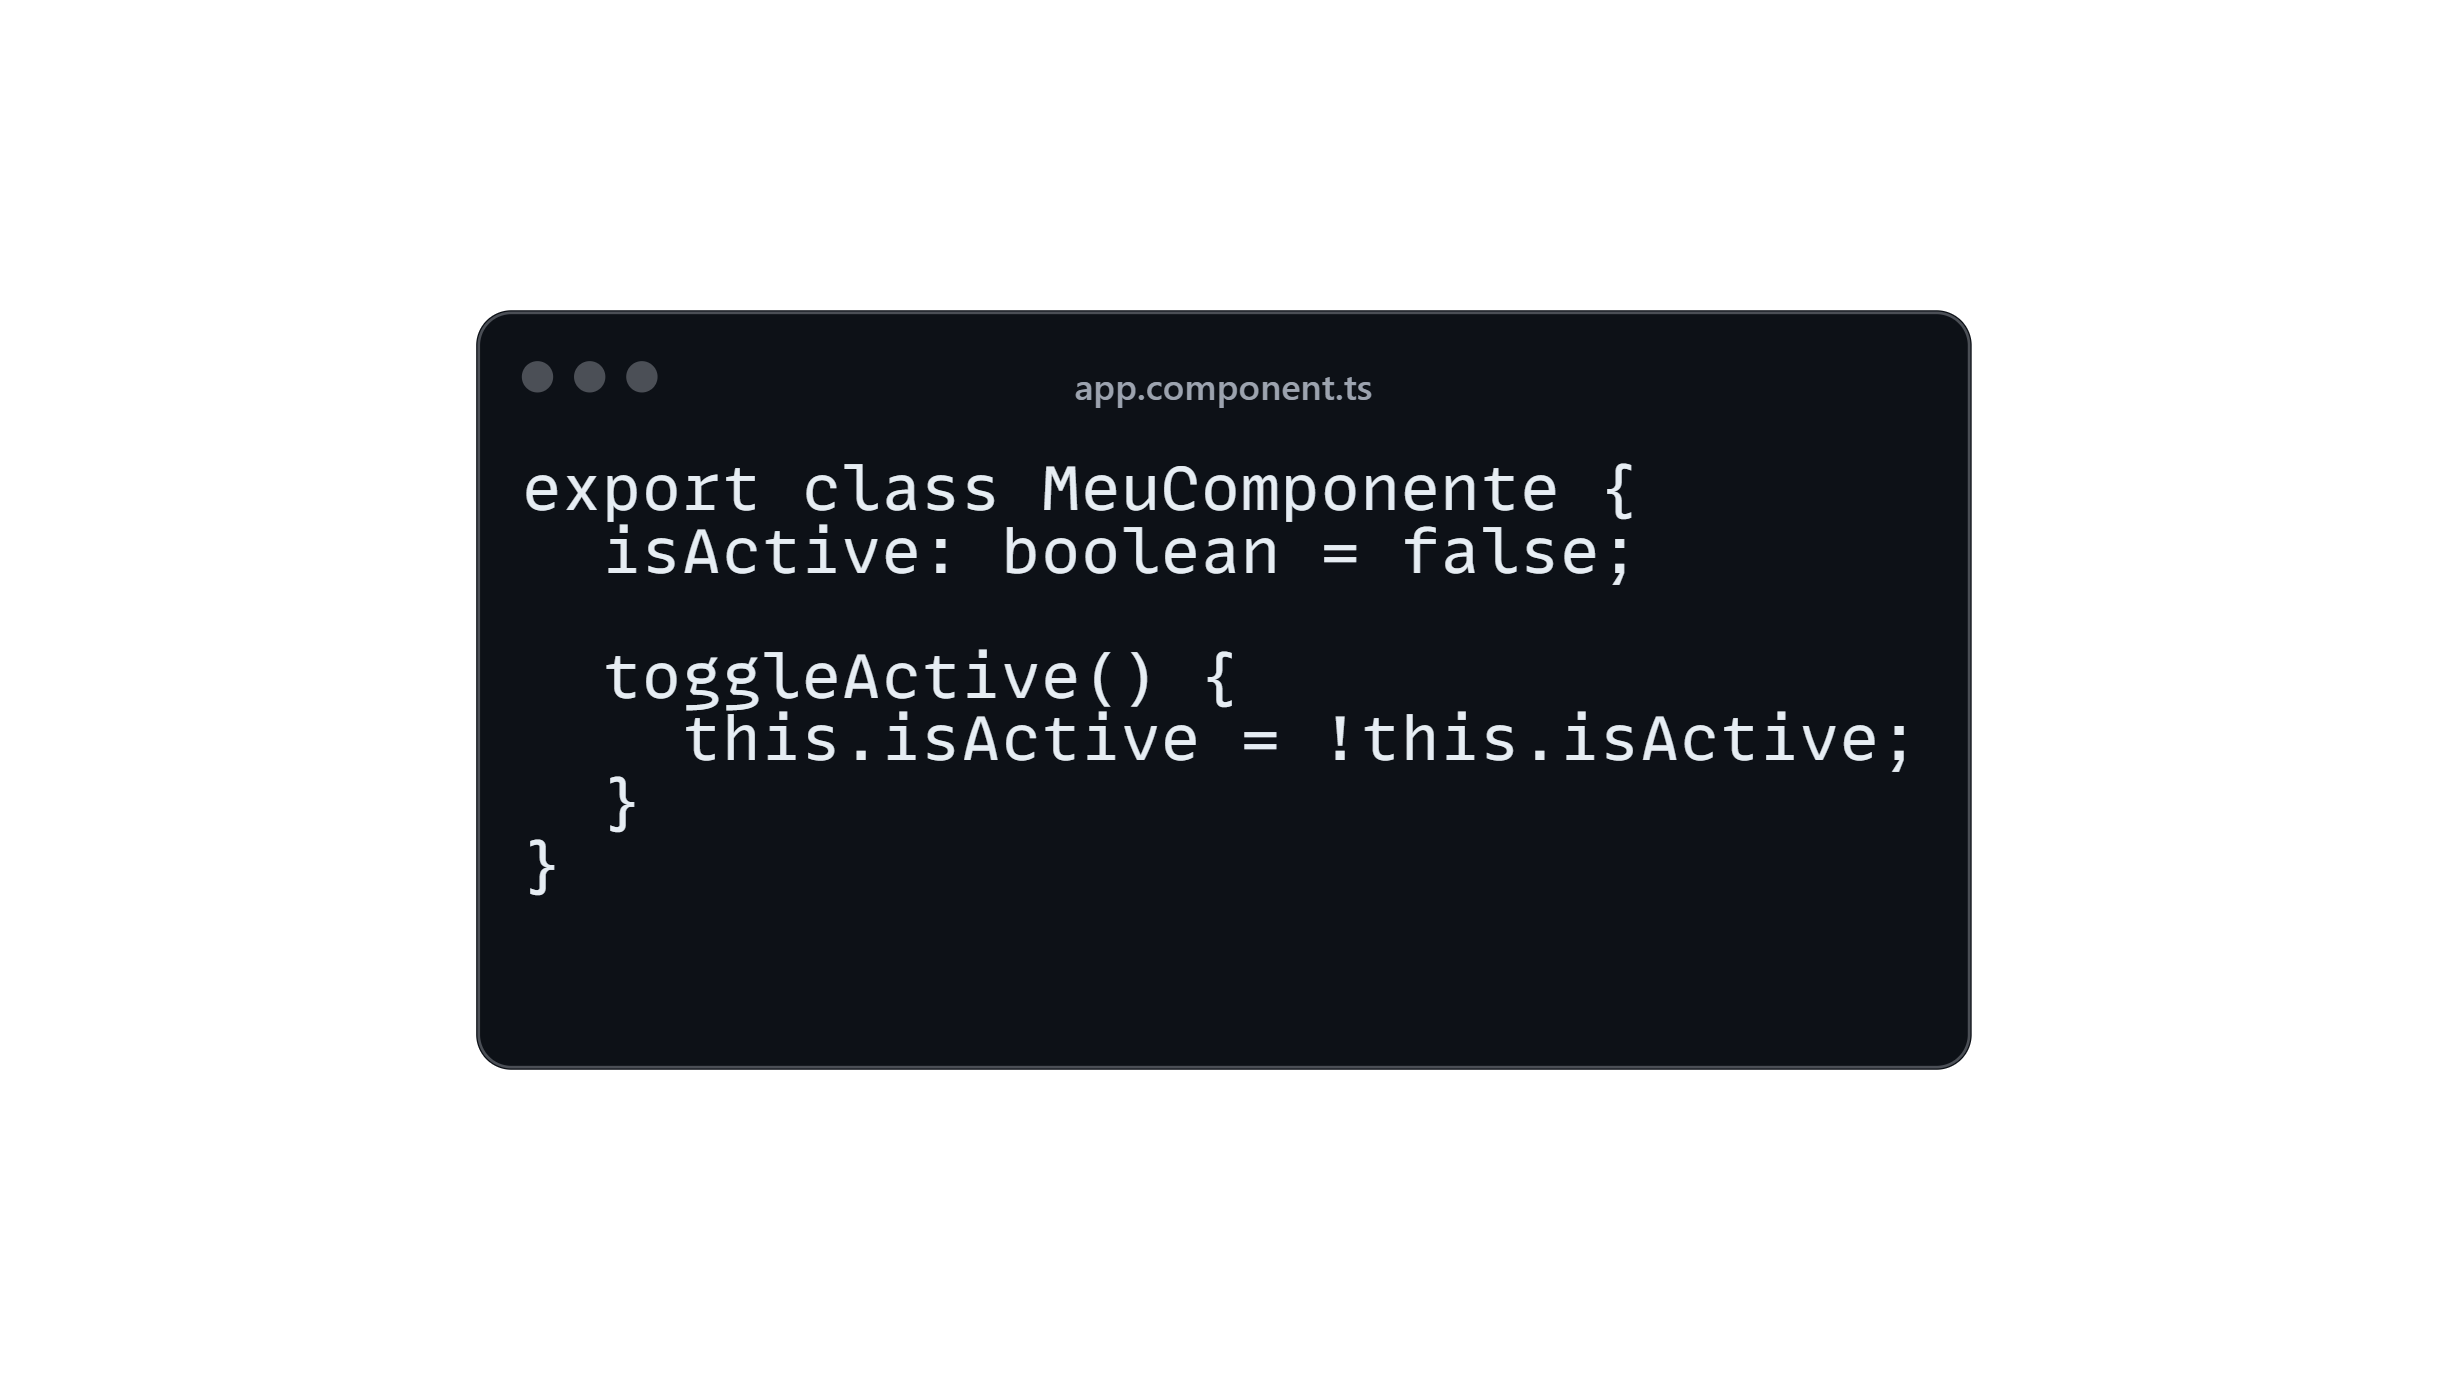 app.component.ts
export class MeuComponente {
  isActive: boolean = false;

  toggleActive() {
    this.isActive = !this.isActive;
  }
}